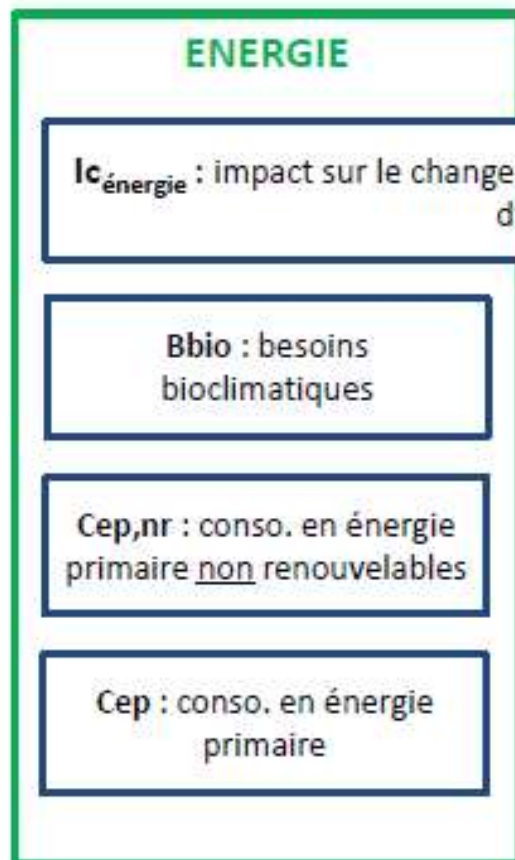 ENERGIE
Ic énergie : impact sur le change
d
Bbio : besoins
bioclimatiques
Cep,nr : conso. en énergie
primaire non renouvelables
Cep : conso. en énergie
primaire